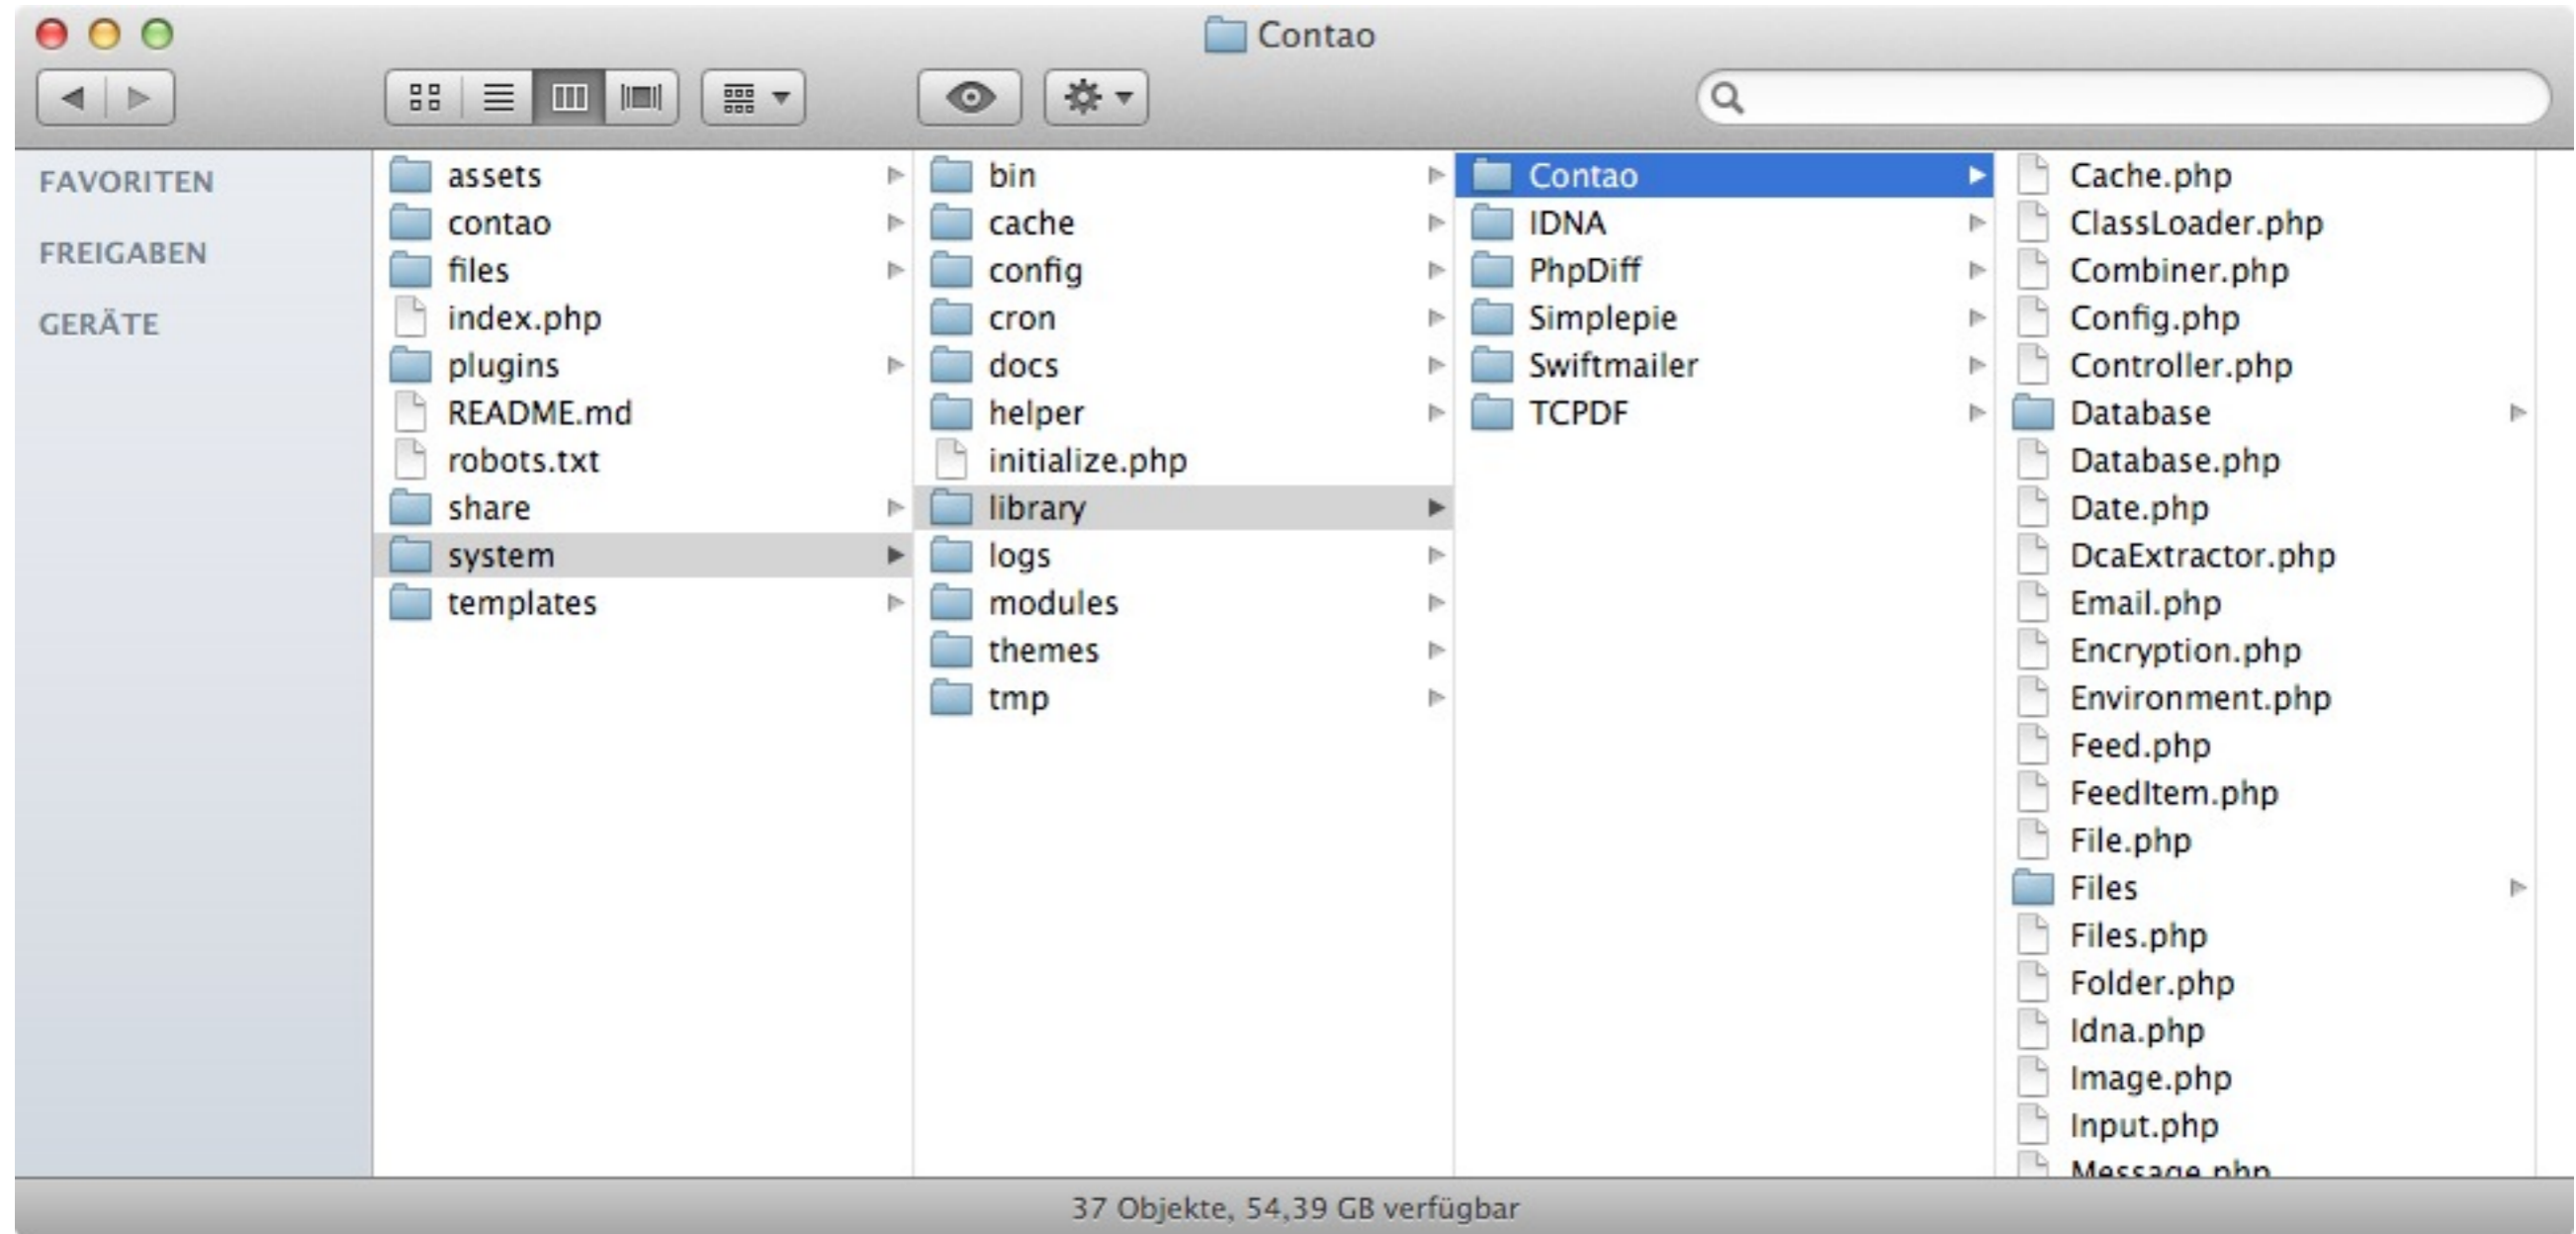 Contao
FAVORITEN
FREIGABEN
GERÄTE
assets
contao
files
index.php
plugins
README.md
robots.txt
share
system
templates
bin
cache
config
cron
docs
helper
initialize.php
library
logs
modules
themes
tmp
Contao
IDNA
PhpDiff
Simplepie
Swiftmailer
TCPDF
Cache.php
ClassLoader.php
Combiner.php
Config.php
Controller.php
Database
Database.php
Date.php
DcaExtractor.php
Email.php
Encryption.php
Environment.php
Feed.php
FeedItem.php
File.php
Files
Files.php
Folder.php
Idna.php
Image.php
Input.php
Message.php
37 Objekte, 54,39 GB verfügbar